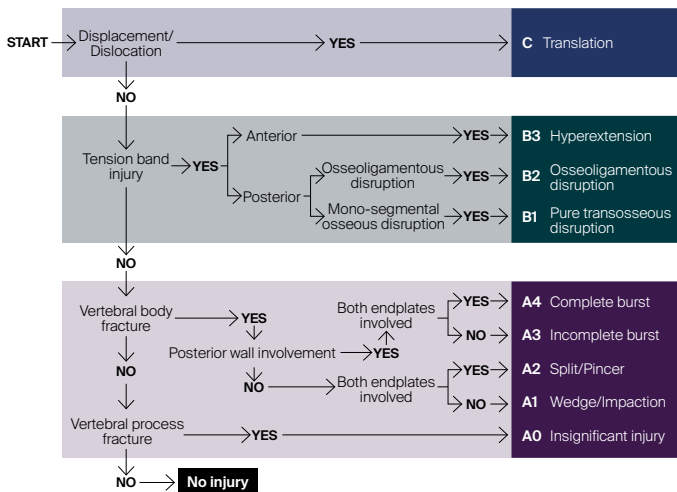 START
Displacement/
Dislocation
YES
C Translation
NO
Tension band
injury
YES
Anterior
YES
B3 Hyperextension
Posterior
Osseoligamentous
disruption
YES
B2 Osseoligamentous
disruption
Mono-segmental
osseous disruption
YES
B1 Pure transosseous
disruption
NO
Vertebral body
fracture
YES
Posterior wall involvement
YES
Both endplates
involved
YES
A4 Complete burst
NO
A3 Incomplete burst
NO
Both endplates
involved
YES
A2 Split/Pincer
NO
A1 Wedge/Impaction
NO
Vertebral process
fracture
YES
A0 Insignificant injury
NO
No injury